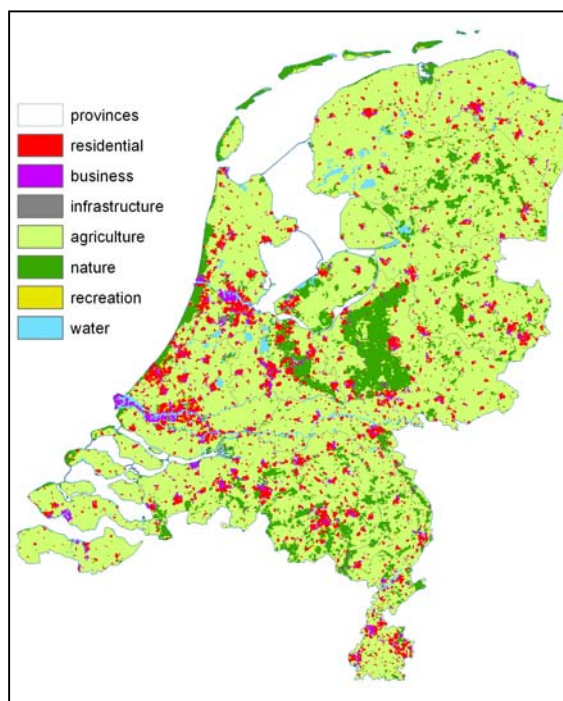 provinces
residential
business
infrastructure
agriculture
nature
recreation
water